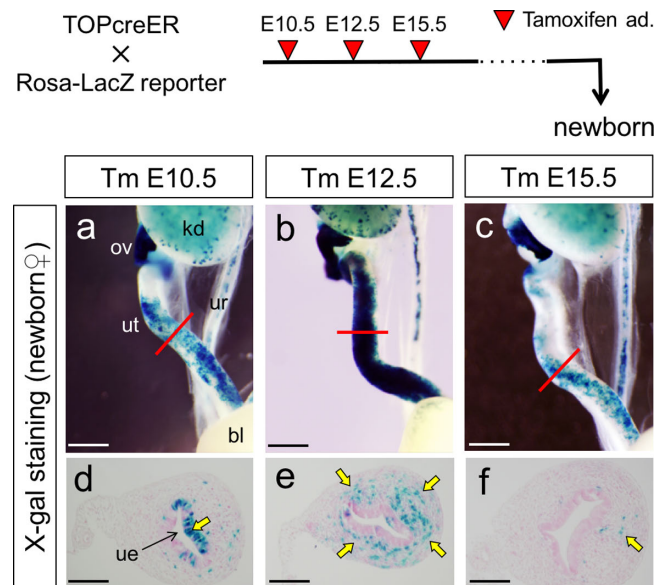 TOPcreER
×
Rosa-LacZ reporter
E10.5 E12.5 E15.5
Tamoxifen ad.
newborn
Tm E10.5
Tm E12.5
Tm E15.5
X-gal staining (newborn♀)
a
kd
ov
ur
ut
bl
b
c
d
ue
e
f